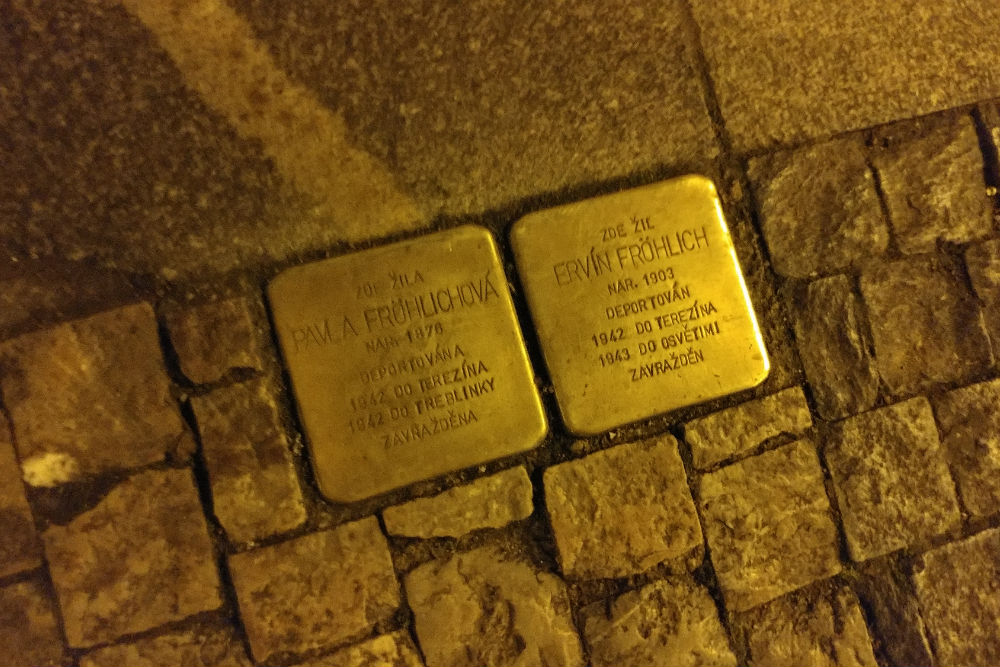 ZDE ŽILA
PAVLA FRÖHLICHOVÁ
NAR. 1878
DEPORTOVÁNA
1942 DO TEREZÍNA
1942 DO TREBLINKY
ZAVRAŽDĚNA
ZDE ŽIL
ERVÍN FRÖHLICH
NAR. 1903
DEPORTOVÁN
1942 DO TEREZÍNA
1943 DO OSVĚTIMI
ZAVRAŽDĚN